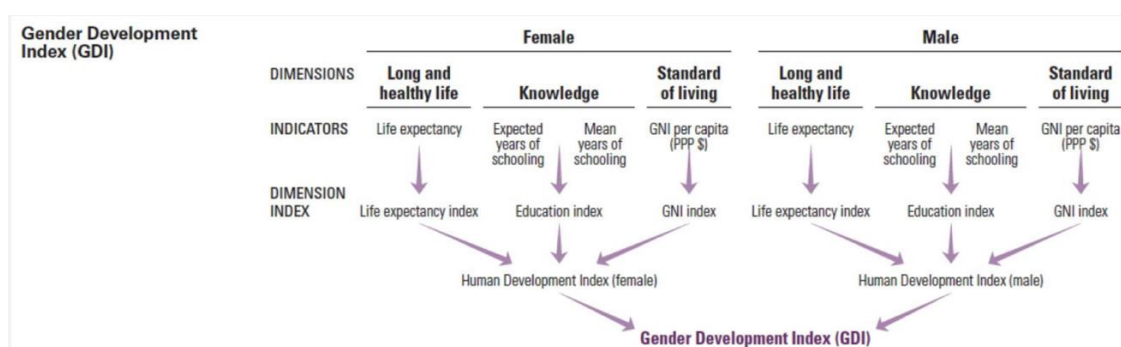 Gender Development
Index (GDI)
Female Male
DIMENSIONS Long and healthy life Knowledge Standard of living Long and healthy life Knowledge Standard of living
INDICATORS Life expectancy Expected years of schooling Mean years of schooling GNI per capita (PPP $) Life expectancy Expected years of schooling Mean years of schooling GNI per capita (PPP $)
DIMENSION
INDEX Life expectancy index Education index GNI index Life expectancy index Education index GNI index
Human Development Index (female) Human Development Index (male)
Gender Development Index (GDI)